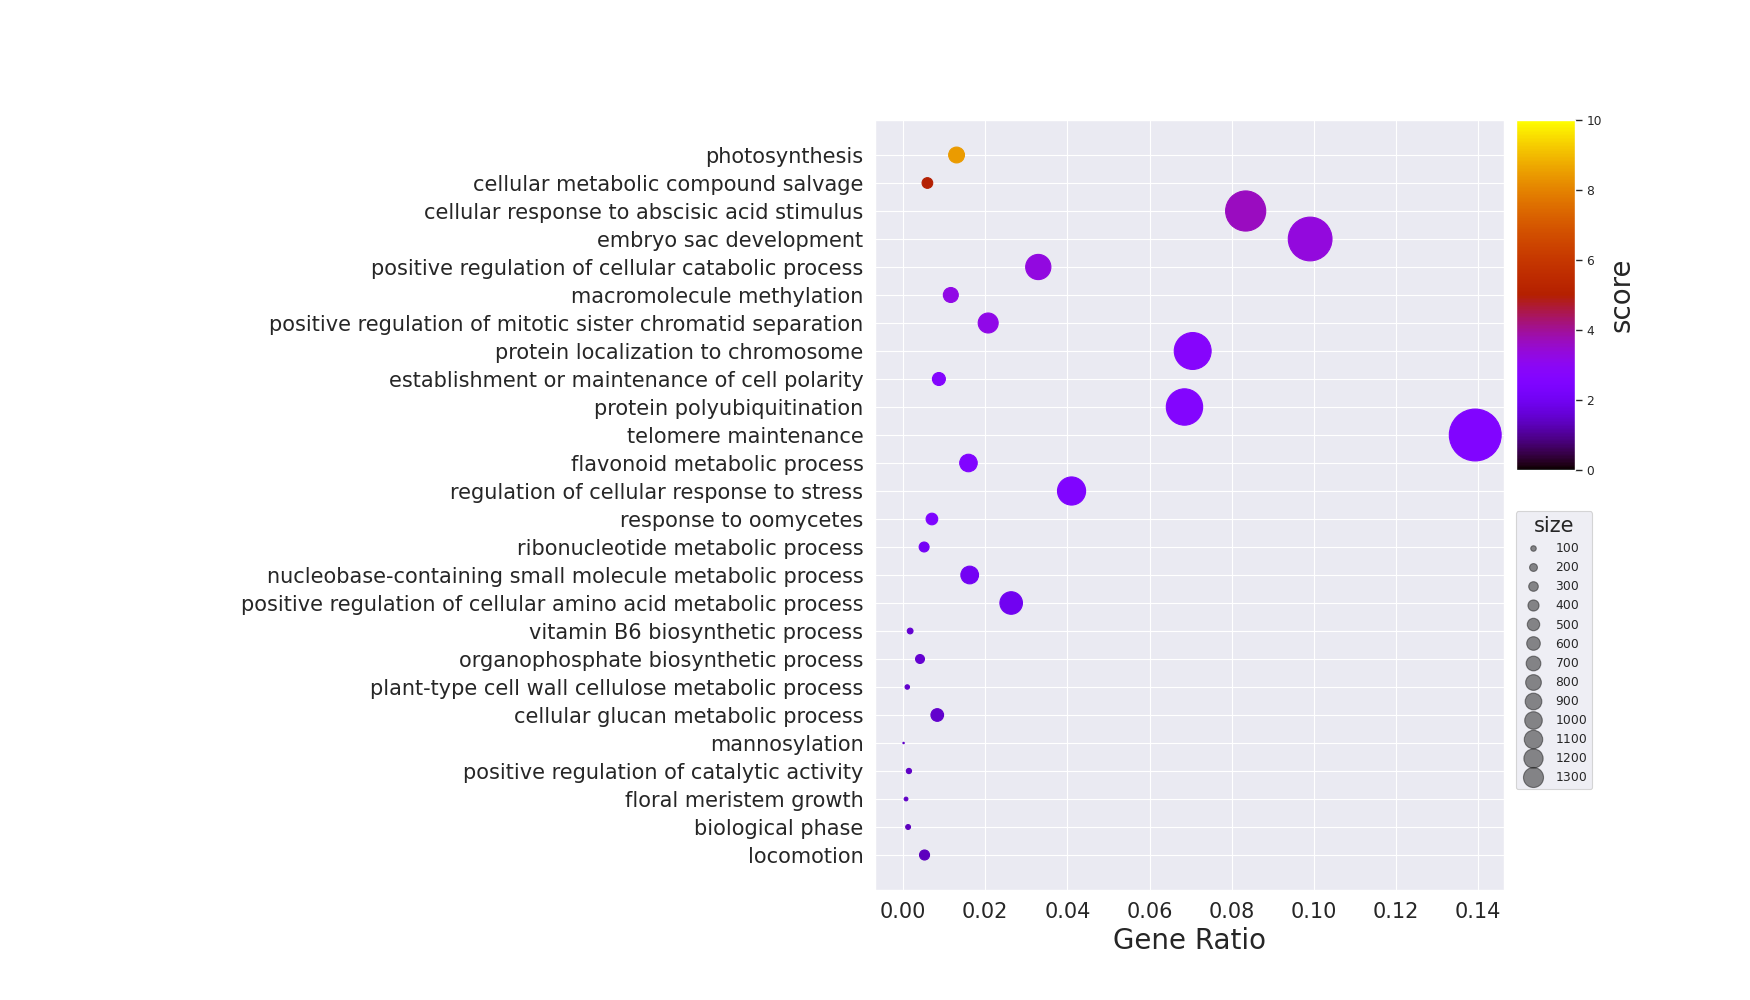 photosynthesis
cellular metabolic compound salvage
cellular response to abscisic acid stimulus
embryo sac development
positive regulation of cellular catabolic process
macromolecule methylation
positive regulation of mitotic sister chromatid separation
protein localization to chromosome
establishment or maintenance of cell polarity
protein polyubiquitination
telomere maintenance
flavonoid metabolic process
regulation of cellular response to stress
response to oomycetes
ribonucleotide metabolic process
nucleobase-containing small molecule metabolic process
positive regulation of cellular amino acid metabolic process
vitamin B6 biosynthetic process
organophosphate biosynthetic process
plant-type cell wall cellulose metabolic process
cellular glucan metabolic process
mannosylation
positive regulation of catalytic activity
floral meristem growth
biological phase
locomotion
0.00 0.02 0.04 0.06 0.08 0.10 0.12 0.14
Gene Ratio
10
8
6
4
2
0
score
size
100
200
300
400
500
600
700
800
900
1000
1100
1200
1300